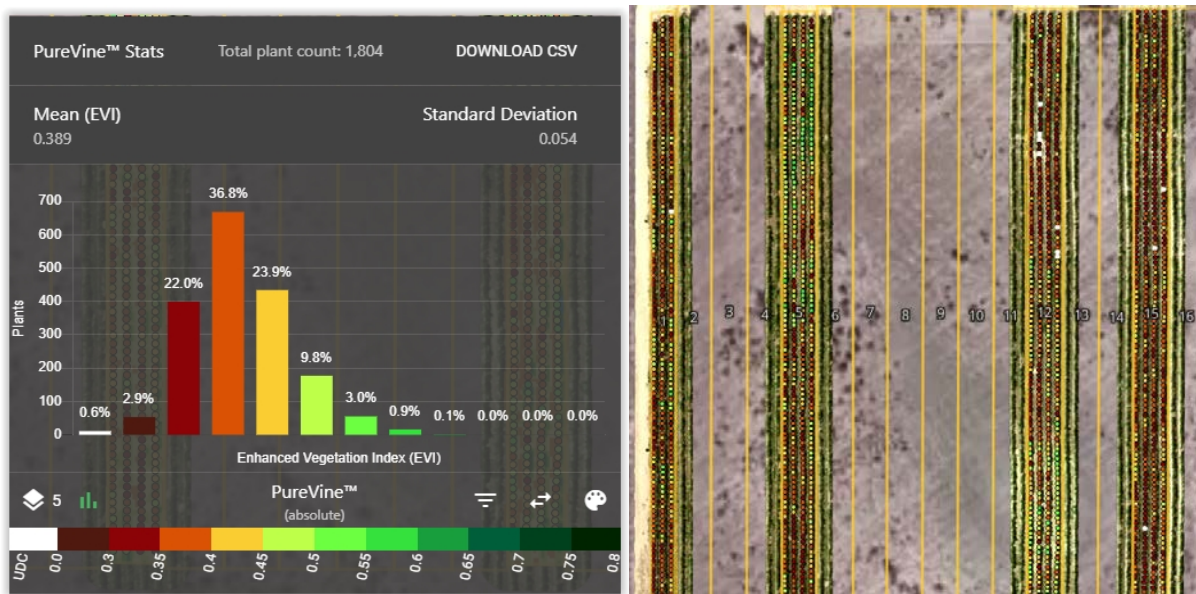 PureVine™ Stats Total plant count: 1,804 DOWNLOAD CSV
Mean (EVI) Standard Deviation
0.389 0.054
700
600
500
400
300
200
100
0
Plants
0.6% 2.9% 22.0% 36.8% 23.9% 9.8% 3.0% 0.9% 0.1% 0.0% 0.0% 0.0%
Enhanced Vegetation Index (EVI)
5 PureVine™
(absolute)
UDC 0.0 0.3 0.35 0.4 0.45 0.5 0.55 0.6 0.65 0.7 0.75 0.8
1 2 3 4 5 6 7 8 9 10 11 12 13 14 15 16